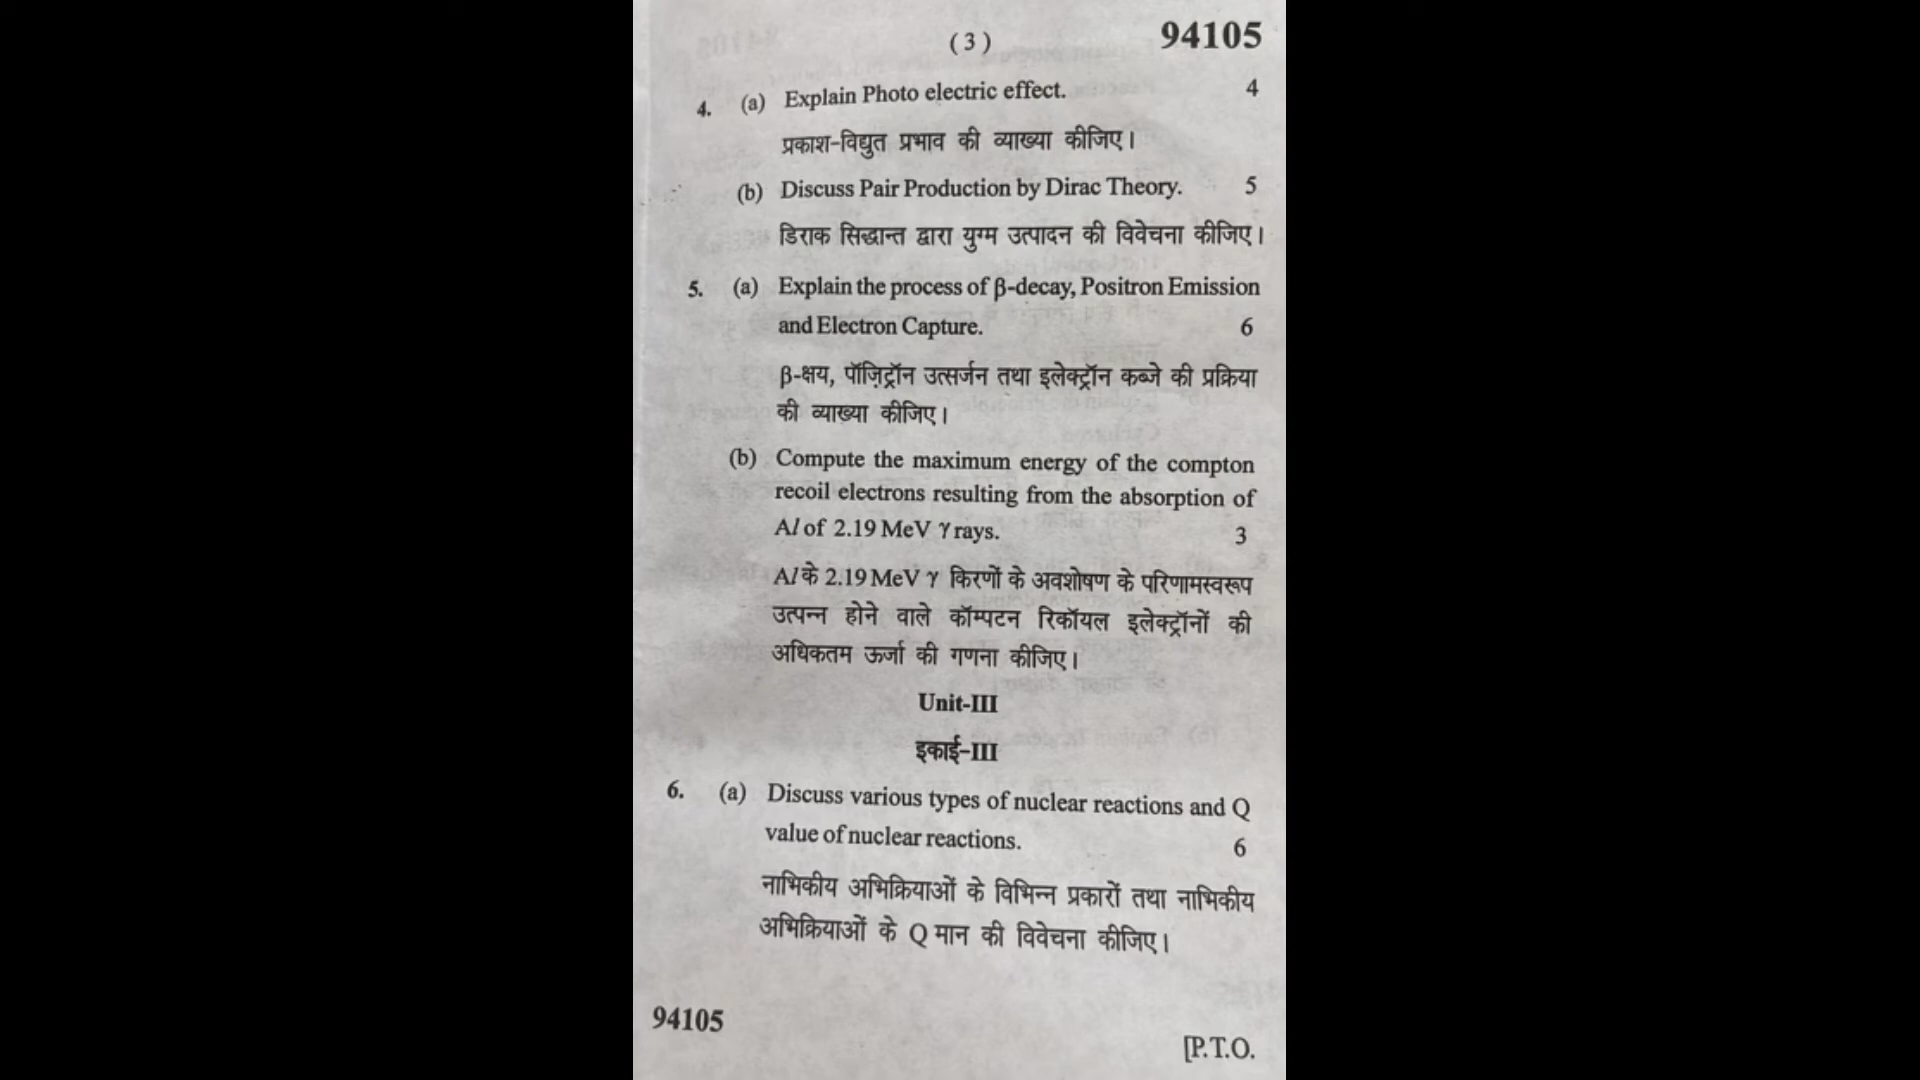 (3) 94105
4. (a) Explain Photo electric effect. 4
प्रकाश-विद्युत प्रभाव की व्याख्या कीजिए।
(b) Discuss Pair Production by Dirac Theory. 5
डिराक सिद्धान्त द्वारा युग्म उत्पादन की विवेचना कीजिए।
5. (a) Explain the process of β-decay, Positron Emission
and Electron Capture. 6
β-क्षय, पॉज़िट्रॉन उत्सर्जन तथा इलेक्ट्रॉन कब्जे की प्रक्रिया
की व्याख्या कीजिए।
(b) Compute the maximum energy of the compton
recoil electrons resulting from the absorption of
Al of 2.19 MeV γ rays. 3
Al के 2.19 MeV γ किरणों के अवशोषण के परिणामस्वरूप
उत्पन्न होने वाले कॉम्पटन रिकॉयल इलेक्ट्रॉनों की
अधिकतम ऊर्जा की गणना कीजिए।
Unit-III
इकाई-III
6. (a) Discuss various types of nuclear reactions and Q
value of nuclear reactions. 6
नाभिकीय अभिक्रियाओं के विभिन्न प्रकारों तथा नाभिकीय
अभिक्रियाओं के Q मान की विवेचना कीजिए।
94105
[P.T.O.